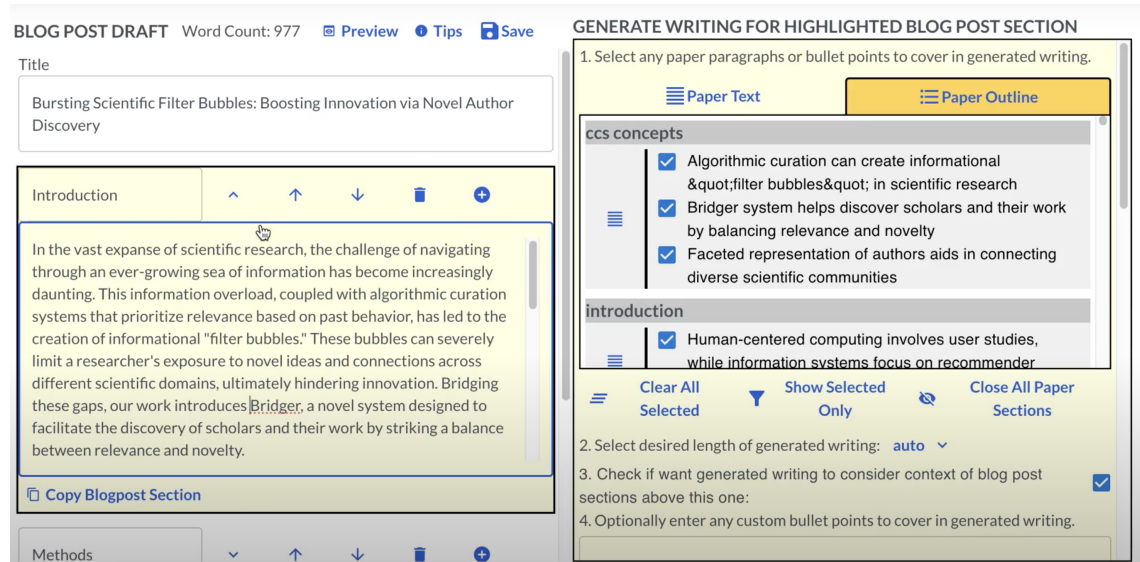 BLOG POST DRAFT Word Count: 977 Preview Tips Save
Title
Bursting Scientific Filter Bubbles: Boosting Innovation via Novel Author
Discovery
Introduction
In the vast expanse of scientific research, the challenge of navigating
through an ever-growing sea of information has become increasingly
daunting. This information overload, coupled with algorithmic curation
systems that prioritize relevance based on past behavior, has led to the
creation of informational "filter bubbles." These bubbles can severely
limit a researcher's exposure to novel ideas and connections across
different scientific domains, ultimately hindering innovation. Bridging
these gaps, our work introduces Bridger, a novel system designed to
facilitate the discovery of scholars and their work by striking a balance
between relevance and novelty.
Copy Blogpost Section
Methods
GENERATE WRITING FOR HIGHLIGHTED BLOG POST SECTION
1. Select any paper paragraphs or bullet points to cover in generated writing.
Paper Text Paper Outline
ccs concepts
Algorithmic curation can create informational
&quot;filter bubbles&quot; in scientific research
Bridger system helps discover scholars and their work
by balancing relevance and novelty
Faceted representation of authors aids in connecting
diverse scientific communities
introduction
Human-centered computing involves user studies,
while information systems focus on recommender
Clear All
Selected
Show Selected
Only
Close All Paper
Sections
2. Select desired length of generated writing: auto
3. Check if want generated writing to consider context of blog post
sections above this one:
4. Optionally enter any custom bullet points to cover in generated writing.